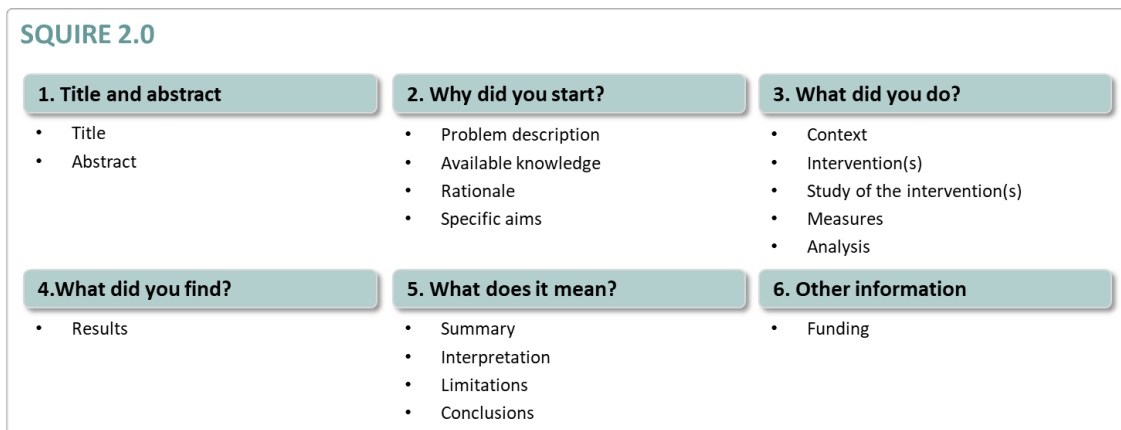 SQUIRE 2.0
1. Title and abstract
• Title
• Abstract
2. Why did you start?
• Problem description
• Available knowledge
• Rationale
• Specific aims
3. What did you do?
• Context
• Intervention(s)
• Study of the intervention(s)
• Measures
• Analysis
4.What did you find?
• Results
5. What does it mean?
• Summary
• Interpretation
• Limitations
• Conclusions
6. Other information
• Funding